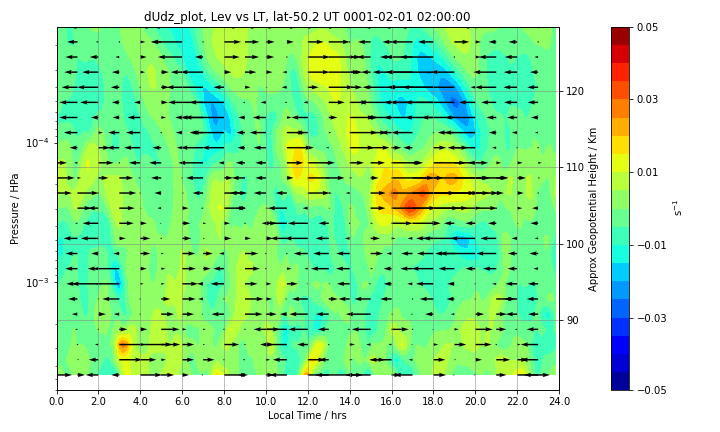 dUdz_plot, Lev vs LT, lat-50.2 UT 0001-02-01 02:00:00
Pressure / HPa
10⁻⁴
10⁻³
120
110
100
90
Approx Geopotential Height / Km
0.0 2.0 4.0 6.0 8.0 10.0 12.0 14.0 16.0 18.0 20.0 22.0 24.0
Local Time / hrs
0.05
0.03
0.01
−0.01
−0.03
−0.05
s⁻¹